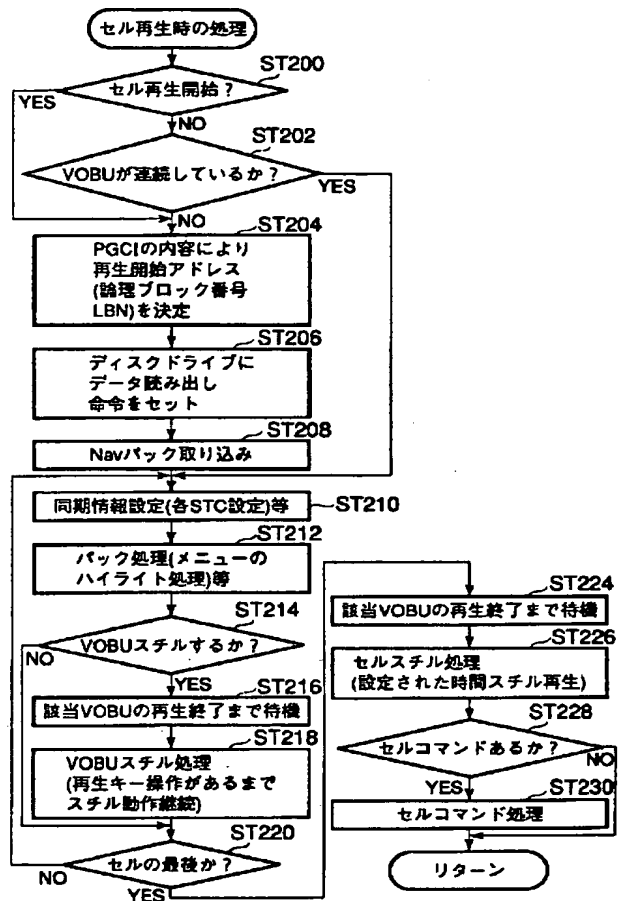 セル再生時の処理
ST200
セル再生開始？
YES
NO
ST202
VOBUが連続しているか？
YES
NO
ST204
PGCIの内容により
再生開始アドレス
(論理ブロック番号
LBN)を決定
ST206
ディスクドライブに
データ読み出し
命令をセット
ST208
Navパック取り込み
同期情報設定(各STC設定)等
ST210
ST212
パック処理(メニューの
ハイライト処理)等
ST214
VOBUスチルするか？
NO
YES
ST216
該当VOBUの再生終了まで待機
ST218
VOBUスチル処理
(再生キー操作があるまで
スチル動作継続)
ST220
セルの最後か？
NO
YES
ST224
該当VOBUの再生終了まで待機
ST226
セルスチル処理
(設定された時間スチル再生)
ST228
セルコマンドあるか？
NO
YES
ST230
セルコマンド処理
リターン